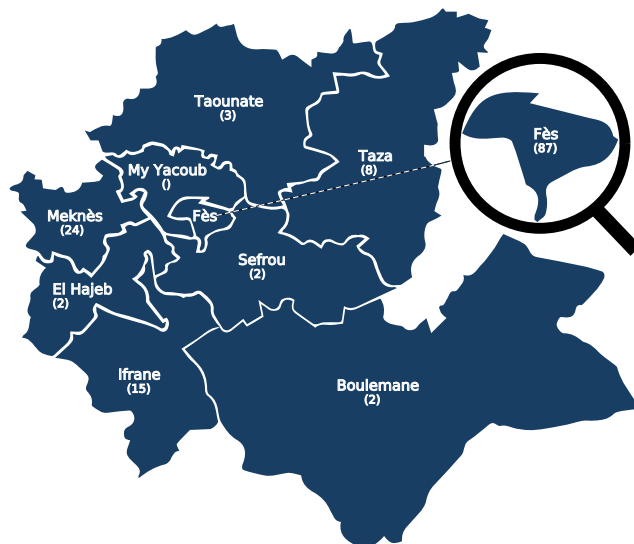 Taounate
(3)
Fès
(87)
Taza
(8)
My Yacoub
()
Meknès
(24)
Fès
Sefrou
(2)
El Hajeb
(2)
Ifrane
(15)
Boulemane
(2)